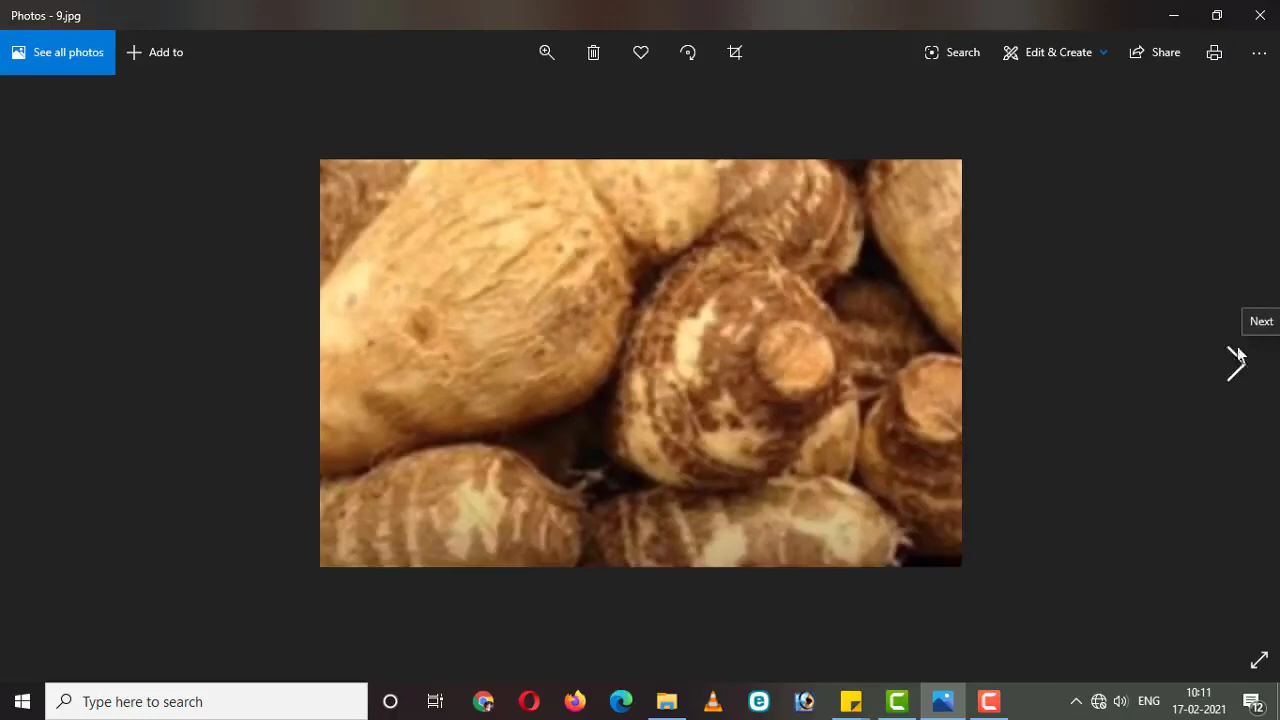 Photos - 9.jpg
See all photos
Add to
Search
Edit & Create
Share
Next
Type here to search
ENG
10:11
17-02-2021
12